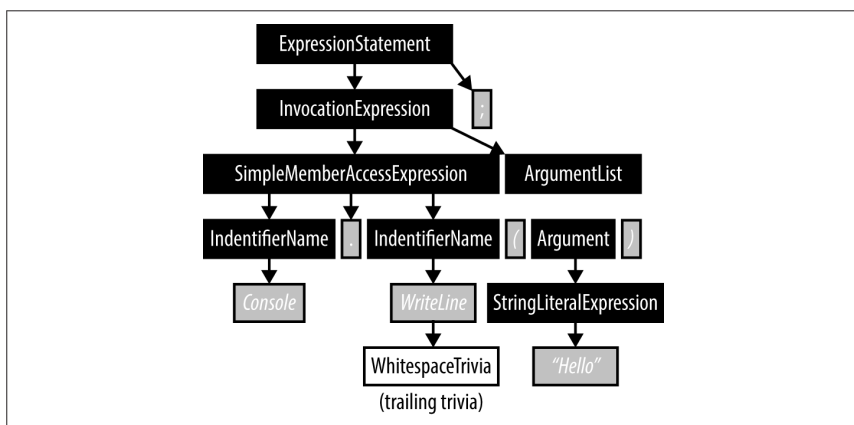 ExpressionStatement
InvocationExpression ;
SimpleMemberAccessExpression ArgumentList
IndentifierName . IndentifierName ( Argument )
Console WriteLine StringLiteralExpression
WhitespaceTrivia “Hello”
(trailing trivia)